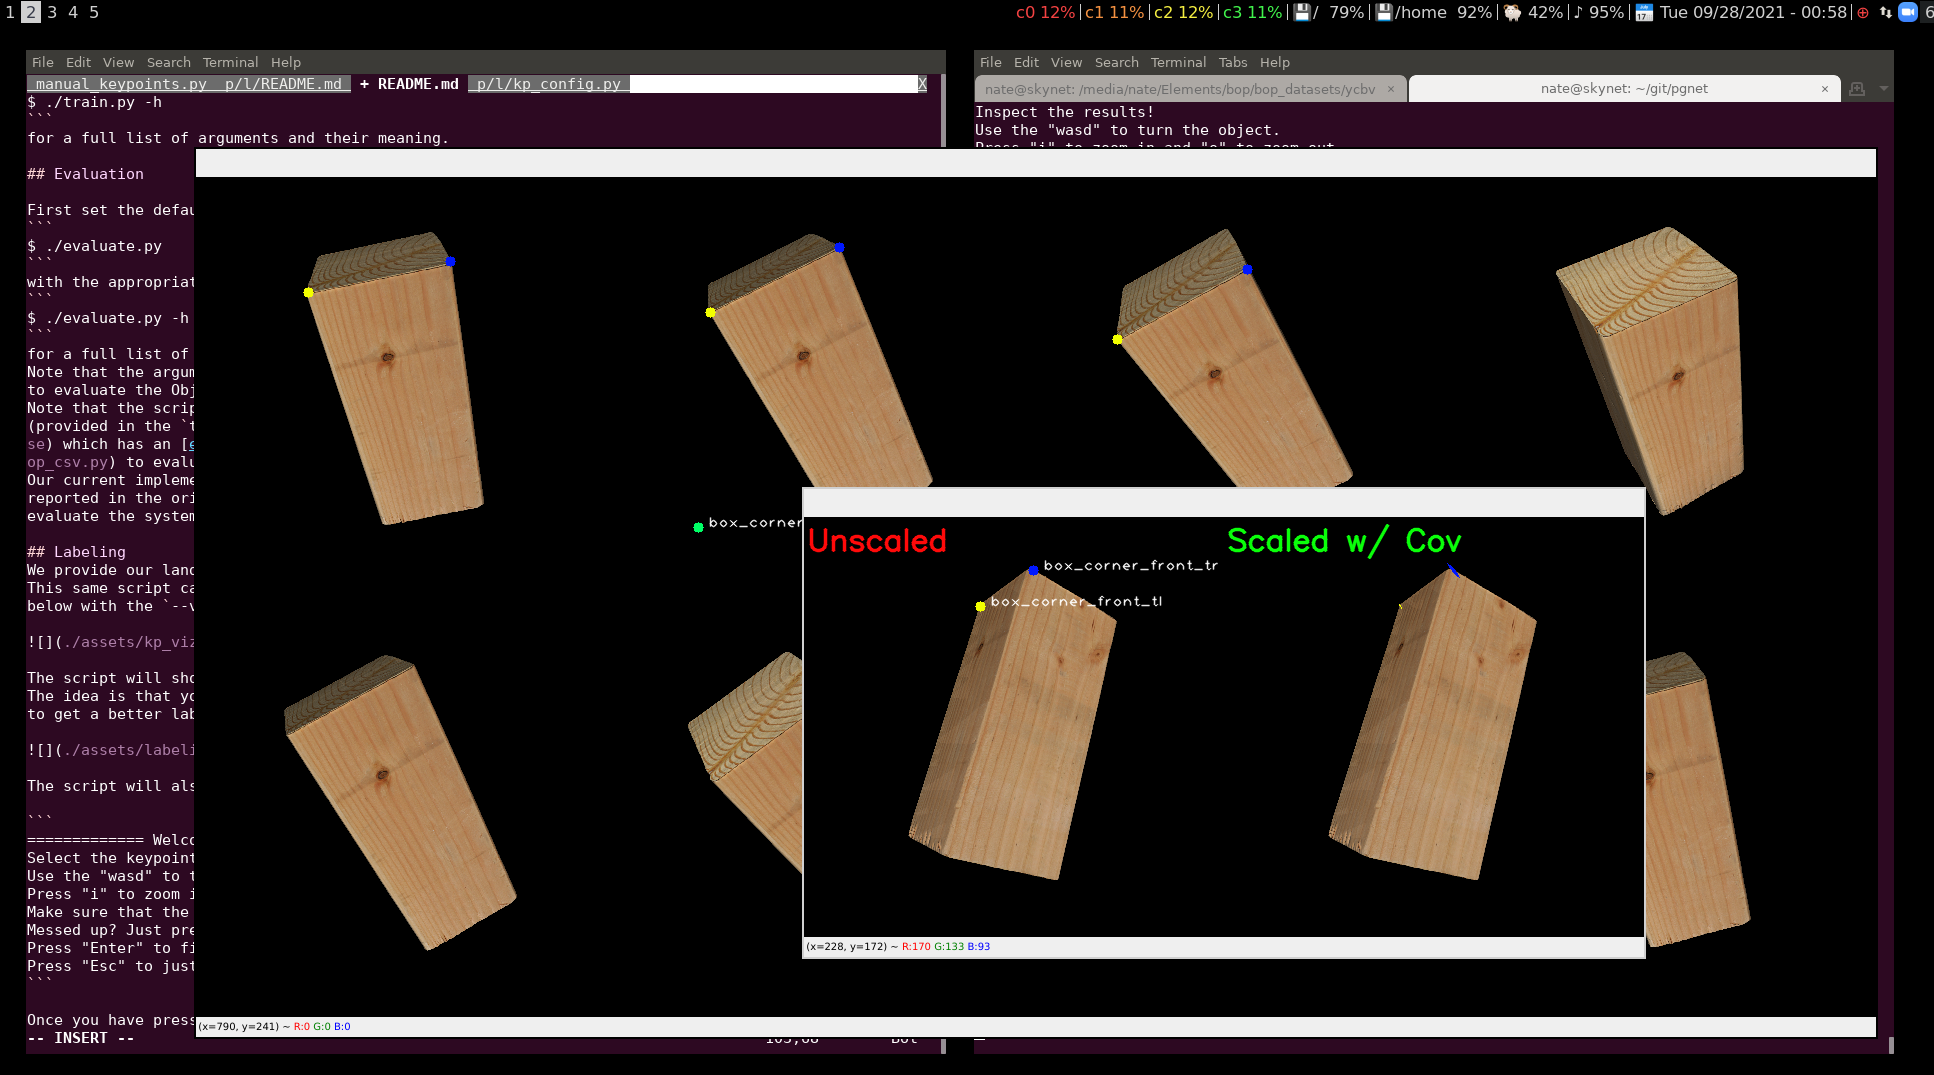 1 2 3 4 5
c0 12% c1 11% c2 12% c3 11% / 79% /home 92% 42% ♪ 95% Tue 09/28/2021 - 00:58
File Edit View Search Terminal Help
manual_keypoints.py p/l/README.md + README.md p/l/kp_config.py X
$ ./train.py -h
```
for a full list of arguments and their meaning.
## Evaluation
First set the defau
```
$ ./evaluate.py
```
with the appropriat
```
$ ./evaluate.py -h
```
for a full list of
Note that the argum
to evaluate the Obj
Note that the scrip
(provided in the `t
se) which has an [e
op_csv.py) to evalu
Our current impleme
reported in the ori
evaluate the system
## Labeling
We provide our land
This same script ca
below with the `--v
![](./assets/kp_viz
The script will sho
The idea is that yo
to get a better lab
![](./assets/labeli
The script will als
```
============= Welco
Select the keypoint
Use the "wasd" to t
Press "i" to zoom i
Make sure that the
Messed up? Just pre
Press "Enter" to fi
Press "Esc" to just
```
Once you have press
-- INSERT --
File Edit View Search Terminal Tabs Help
nate@skynet: /media/nate/Elements/bop/bop_datasets/ycbv × nate@skynet: ~/git/pgnet ×
Inspect the results!
Use the "wasd" to turn the object.
Press "i" to zoom in and "o" to zoom out
box_corner
Unscaled
Scaled w/ Cov
box_corner_front_tr
box_corner_front_tl
(x=228, y=172) ~ R:170 G:133 B:93
(x=790, y=241) ~ R:0 G:0 B:0